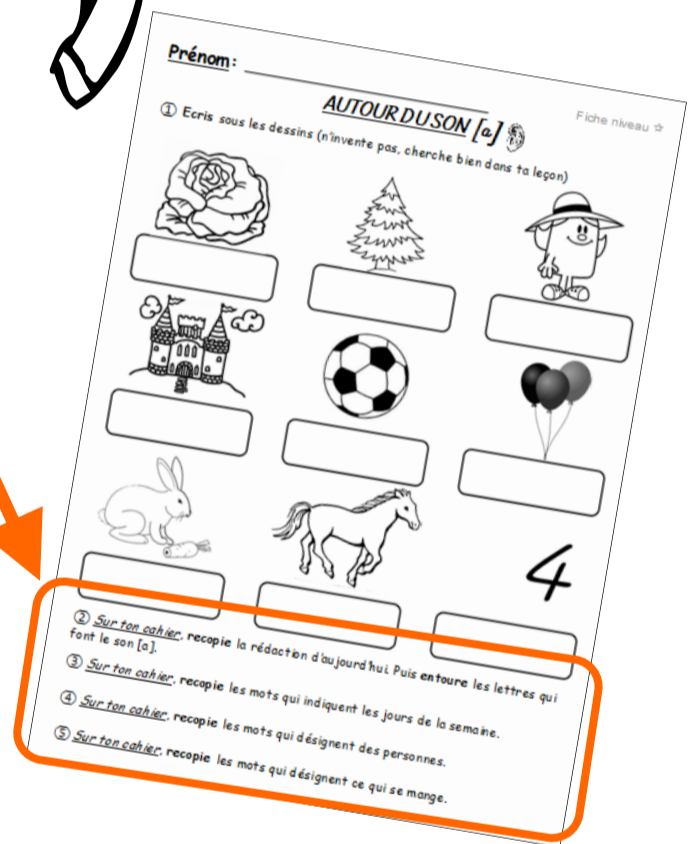 Prénom:
Fiche niveau ☆
AUTOUR DU SON [a]
① Ecris sous les dessins (n'invente pas, cherche bien dans ta leçon)
4
② Sur ton cahier, recopie la rédaction d'aujourd'hui. Puis entoure les lettres qui
font le son [a].
③ Sur ton cahier, recopie les mots qui indiquent les jours de la semaine.
④ Sur ton cahier, recopie les mots qui désignent des personnes.
⑤ Sur ton cahier, recopie les mots qui désignent ce qui se mange.